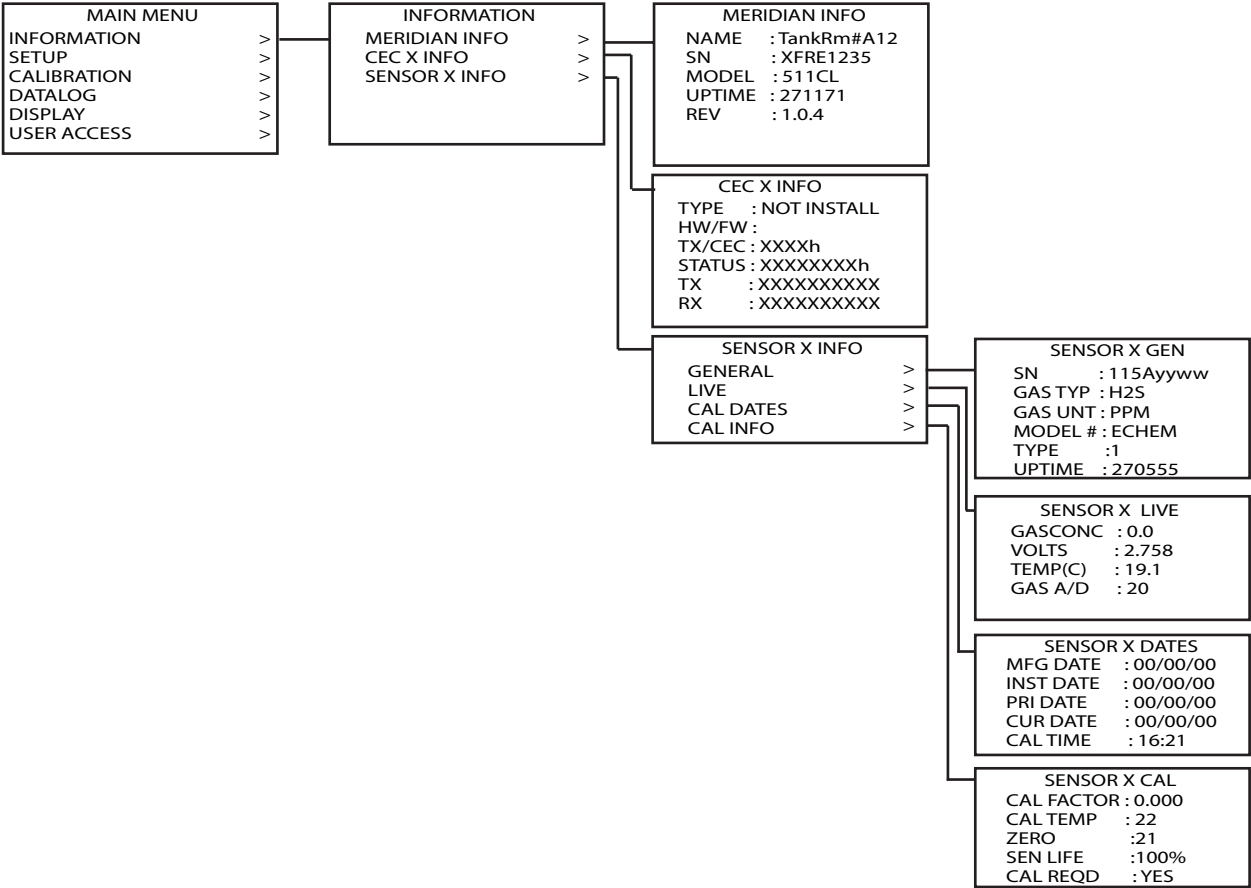 MAIN MENU
INFORMATION >
SETUP >
CALIBRATION >
DATALOG >
DISPLAY >
USER ACCESS >
INFORMATION
MERIDIAN INFO >
CEC X INFO >
SENSOR X INFO >
MERIDIAN INFO
NAME : TankRm#A12
SN : XFRE1235
MODEL : 511CL
UPTIME : 271171
REV : 1.0.4
CEC X INFO
TYPE : NOT INSTALL
HW/FW :
TX/CEC : XXXXh
STATUS : XXXXXXXXh
TX : XXXXXXXXXX
RX : XXXXXXXXXX
SENSOR X INFO
GENERAL >
LIVE >
CAL DATES >
CAL INFO >
SENSOR X GEN
SN : 115Ayyww
GAS TYP : H2S
GAS UNT : PPM
MODEL # : ECHEM
TYPE :1
UPTIME : 270555
SENSOR X LIVE
GASCONC : 0.0
VOLTS : 2.758
TEMP(C) : 19.1
GAS A/D : 20
SENSOR X DATES
MFG DATE : 00/00/00
INST DATE : 00/00/00
PRI DATE : 00/00/00
CUR DATE : 00/00/00
CAL TIME : 16:21
SENSOR X CAL
CAL FACTOR : 0.000
CAL TEMP : 22
ZERO :21
SEN LIFE :100%
CAL REQD : YES